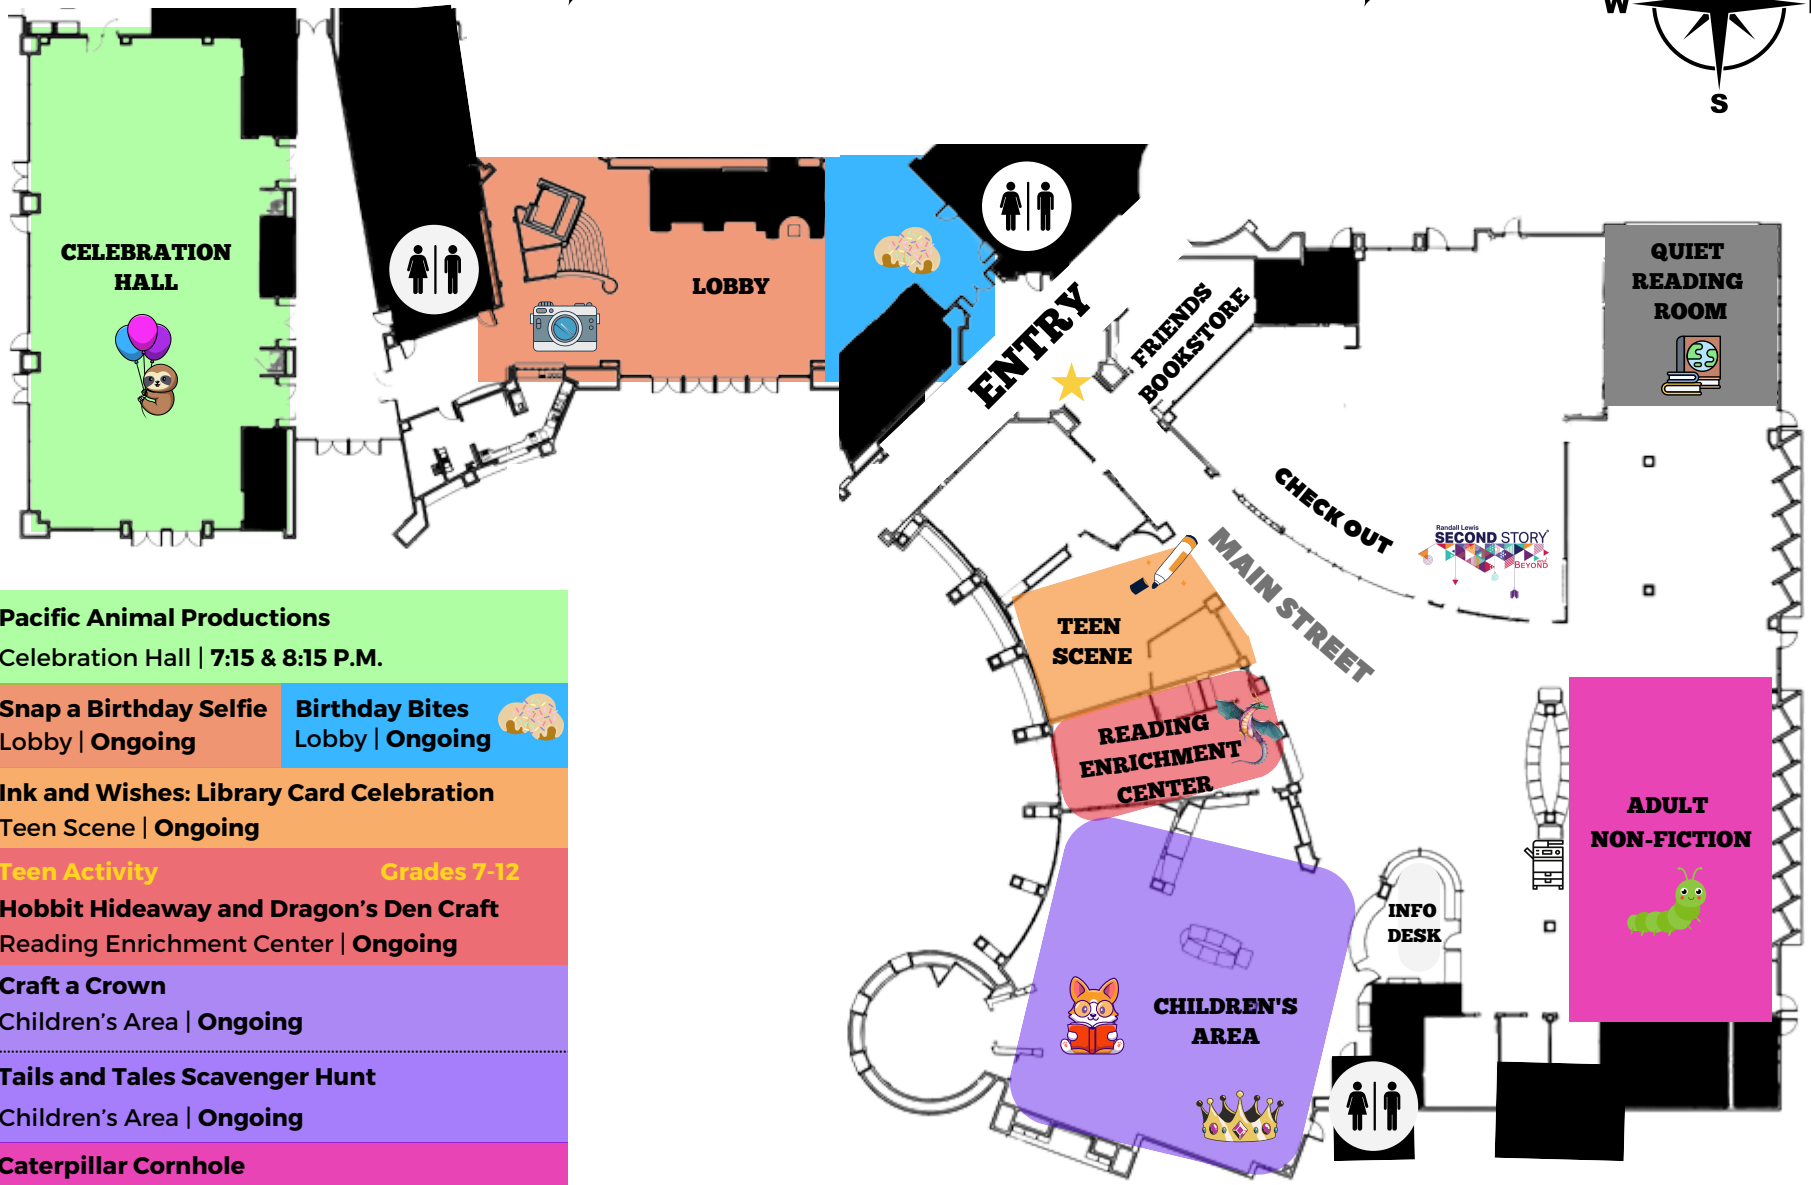 W
S
CELEBRATION
HALL
LOBBY
ENTRY
FRIENDS
BOOKSTORE
QUIET
READING
ROOM
CHECK OUT
Randall Lewis
SECOND STORY
and
BEYOND
MAIN STREET
TEEN
SCENE
READING
ENRICHMENT
CENTER
ADULT
NON-FICTION
INFO
DESK
CHILDREN'S
AREA
Pacific Animal Productions
Celebration Hall | 7:15 & 8:15 P.M.
Snap a Birthday Selfie
Lobby | Ongoing
Birthday Bites
Lobby | Ongoing
Ink and Wishes: Library Card Celebration
Teen Scene | Ongoing
Teen Activity Grades 7-12
Hobbit Hideaway and Dragon's Den Craft
Reading Enrichment Center | Ongoing
Craft a Crown
Children's Area | Ongoing
Tails and Tales Scavenger Hunt
Children's Area | Ongoing
Caterpillar Cornhole